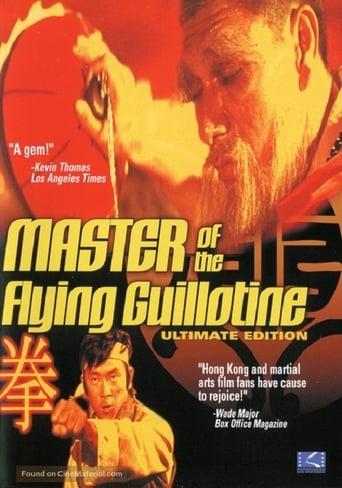 "A gem!"
-Kevin Thomas
Los Angeles Times
MASTER of the
Flying Guillotine
ULTIMATE EDITION
拳
"Hong Kong and martial
arts film fans have cause
to rejoice!"
-Wade Major
Box Office Magazine
Found on CineMaterial.com